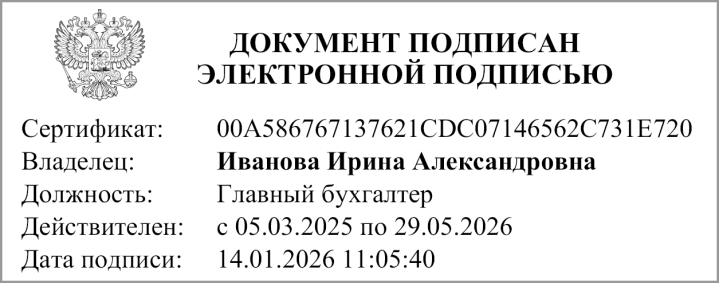 ДОКУМЕНТ ПОДПИСАН
ЭЛЕКТРОННОЙ ПОДПИСЬЮ
Сертификат: 00A586767137621CDC07146562C731E720
Владелец: Иванова Ирина Александровна
Должность: Главный бухгалтер
Действителен: с 05.03.2025 по 29.05.2026
Дата подписи: 14.01.2026 11:05:40